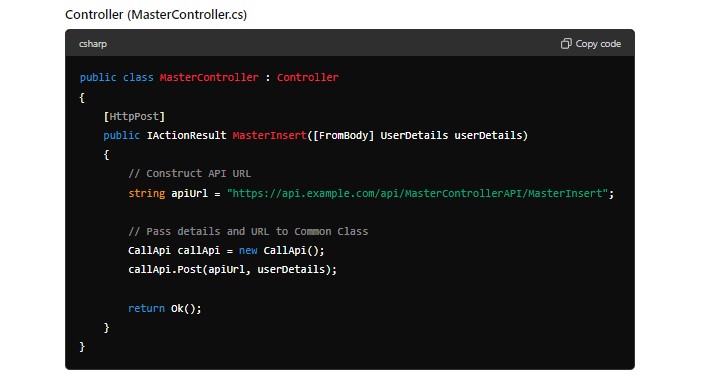 Controller (MasterController.cs)
csharp
Copy code
public class MasterController : Controller
{
    [HttpPost]
    public IActionResult MasterInsert([FromBody] UserDetails userDetails)
    {
        // Construct API URL
        string apiUrl = "https://api.example.com/api/MasterControllerAPI/MasterInsert";

        // Pass details and URL to Common Class
        CallApi callApi = new CallApi();
        callApi.Post(apiUrl, userDetails);

        return Ok();
    }
}